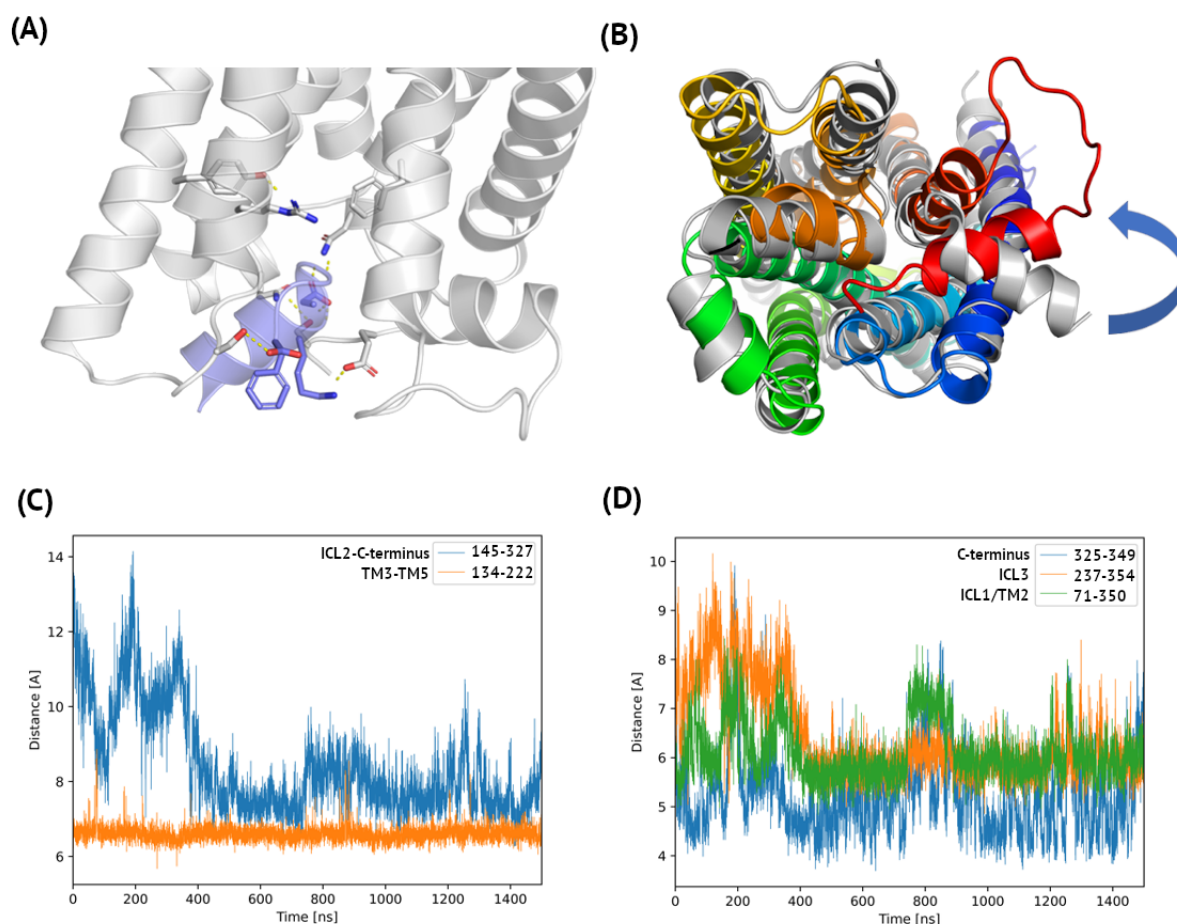 (A)
(B)
(C)
ICL2-C-terminus 145-327
TM3-TM5 134-222
14
12
10
8
6
Distance [A]
0 200 400 600 800 1000 1200 1400
Time [ns]
(D)
C-terminus 325-349
ICL3 237-354
ICL1/TM2 71-350
10
9
8
7
6
5
4
Distance [A]
0 200 400 600 800 1000 1200 1400
Time [ns]